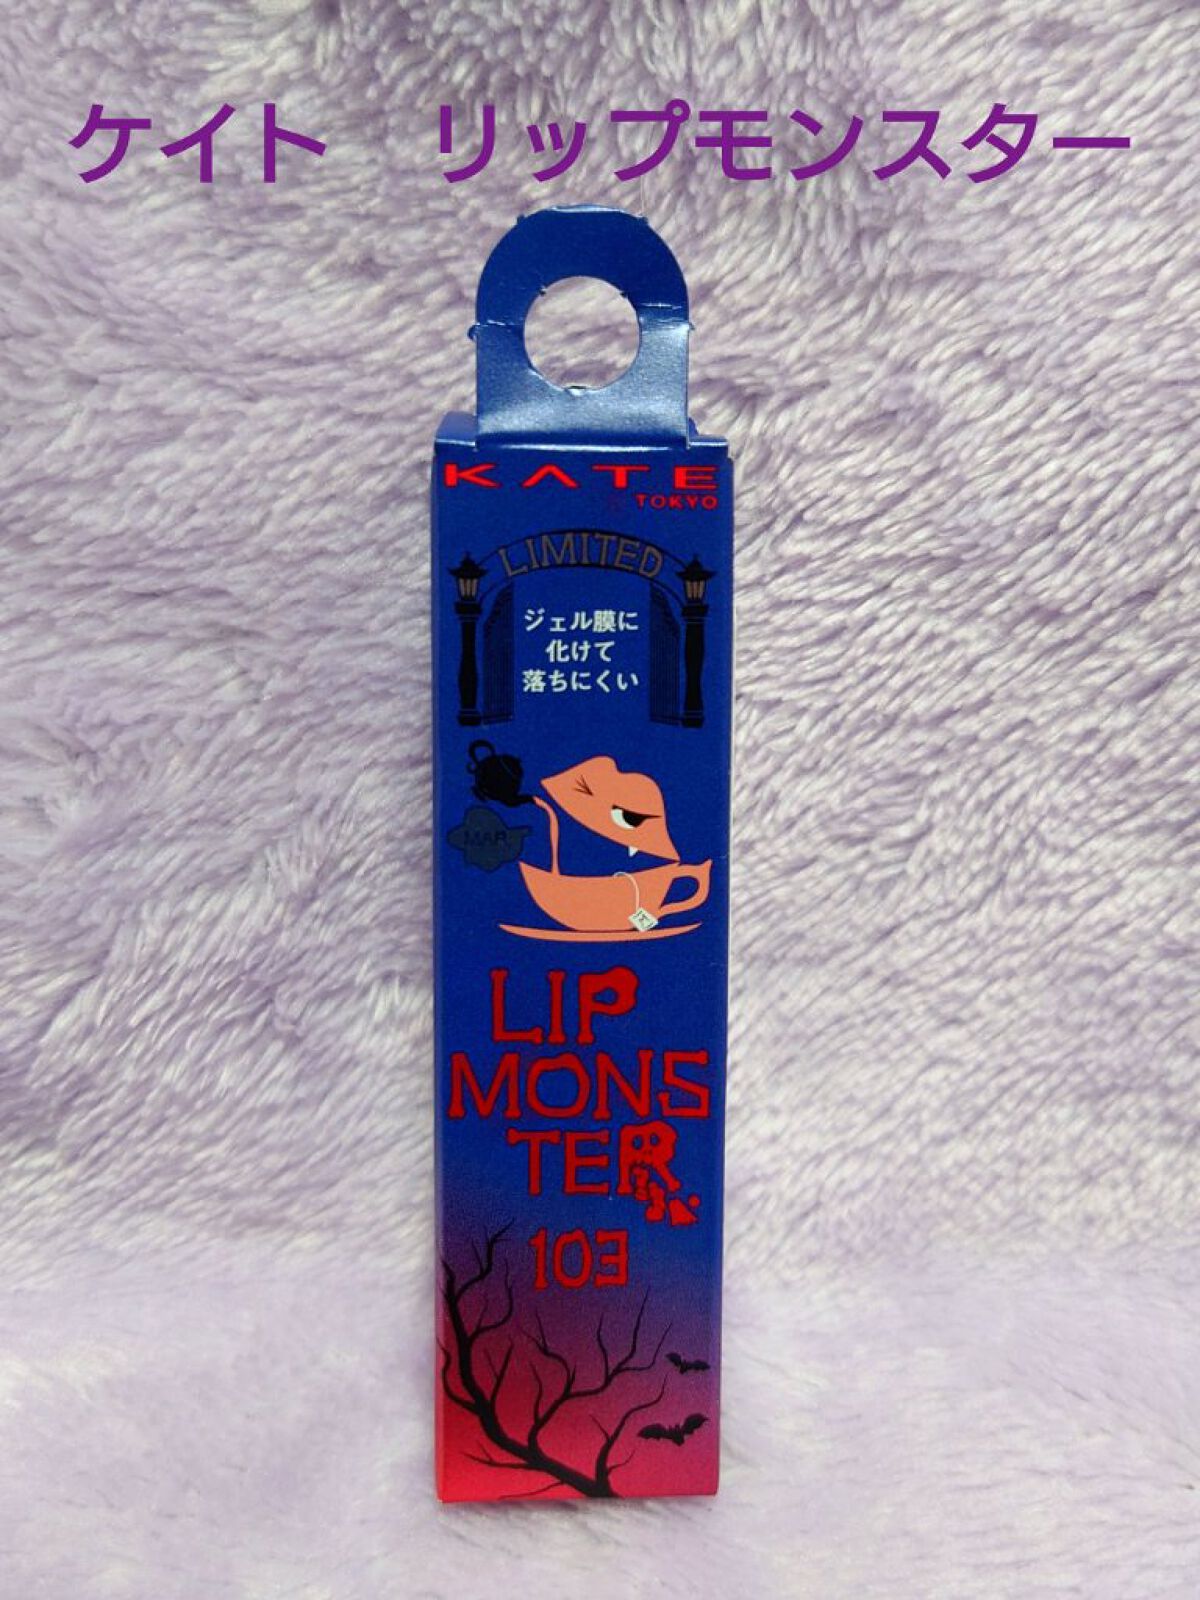 ケイト　リップモンスター
KATE
TOKYO
LIMITED
ジェル膜に
化けて
落ちにくい
MAR.
LIP
MONS
TER
103